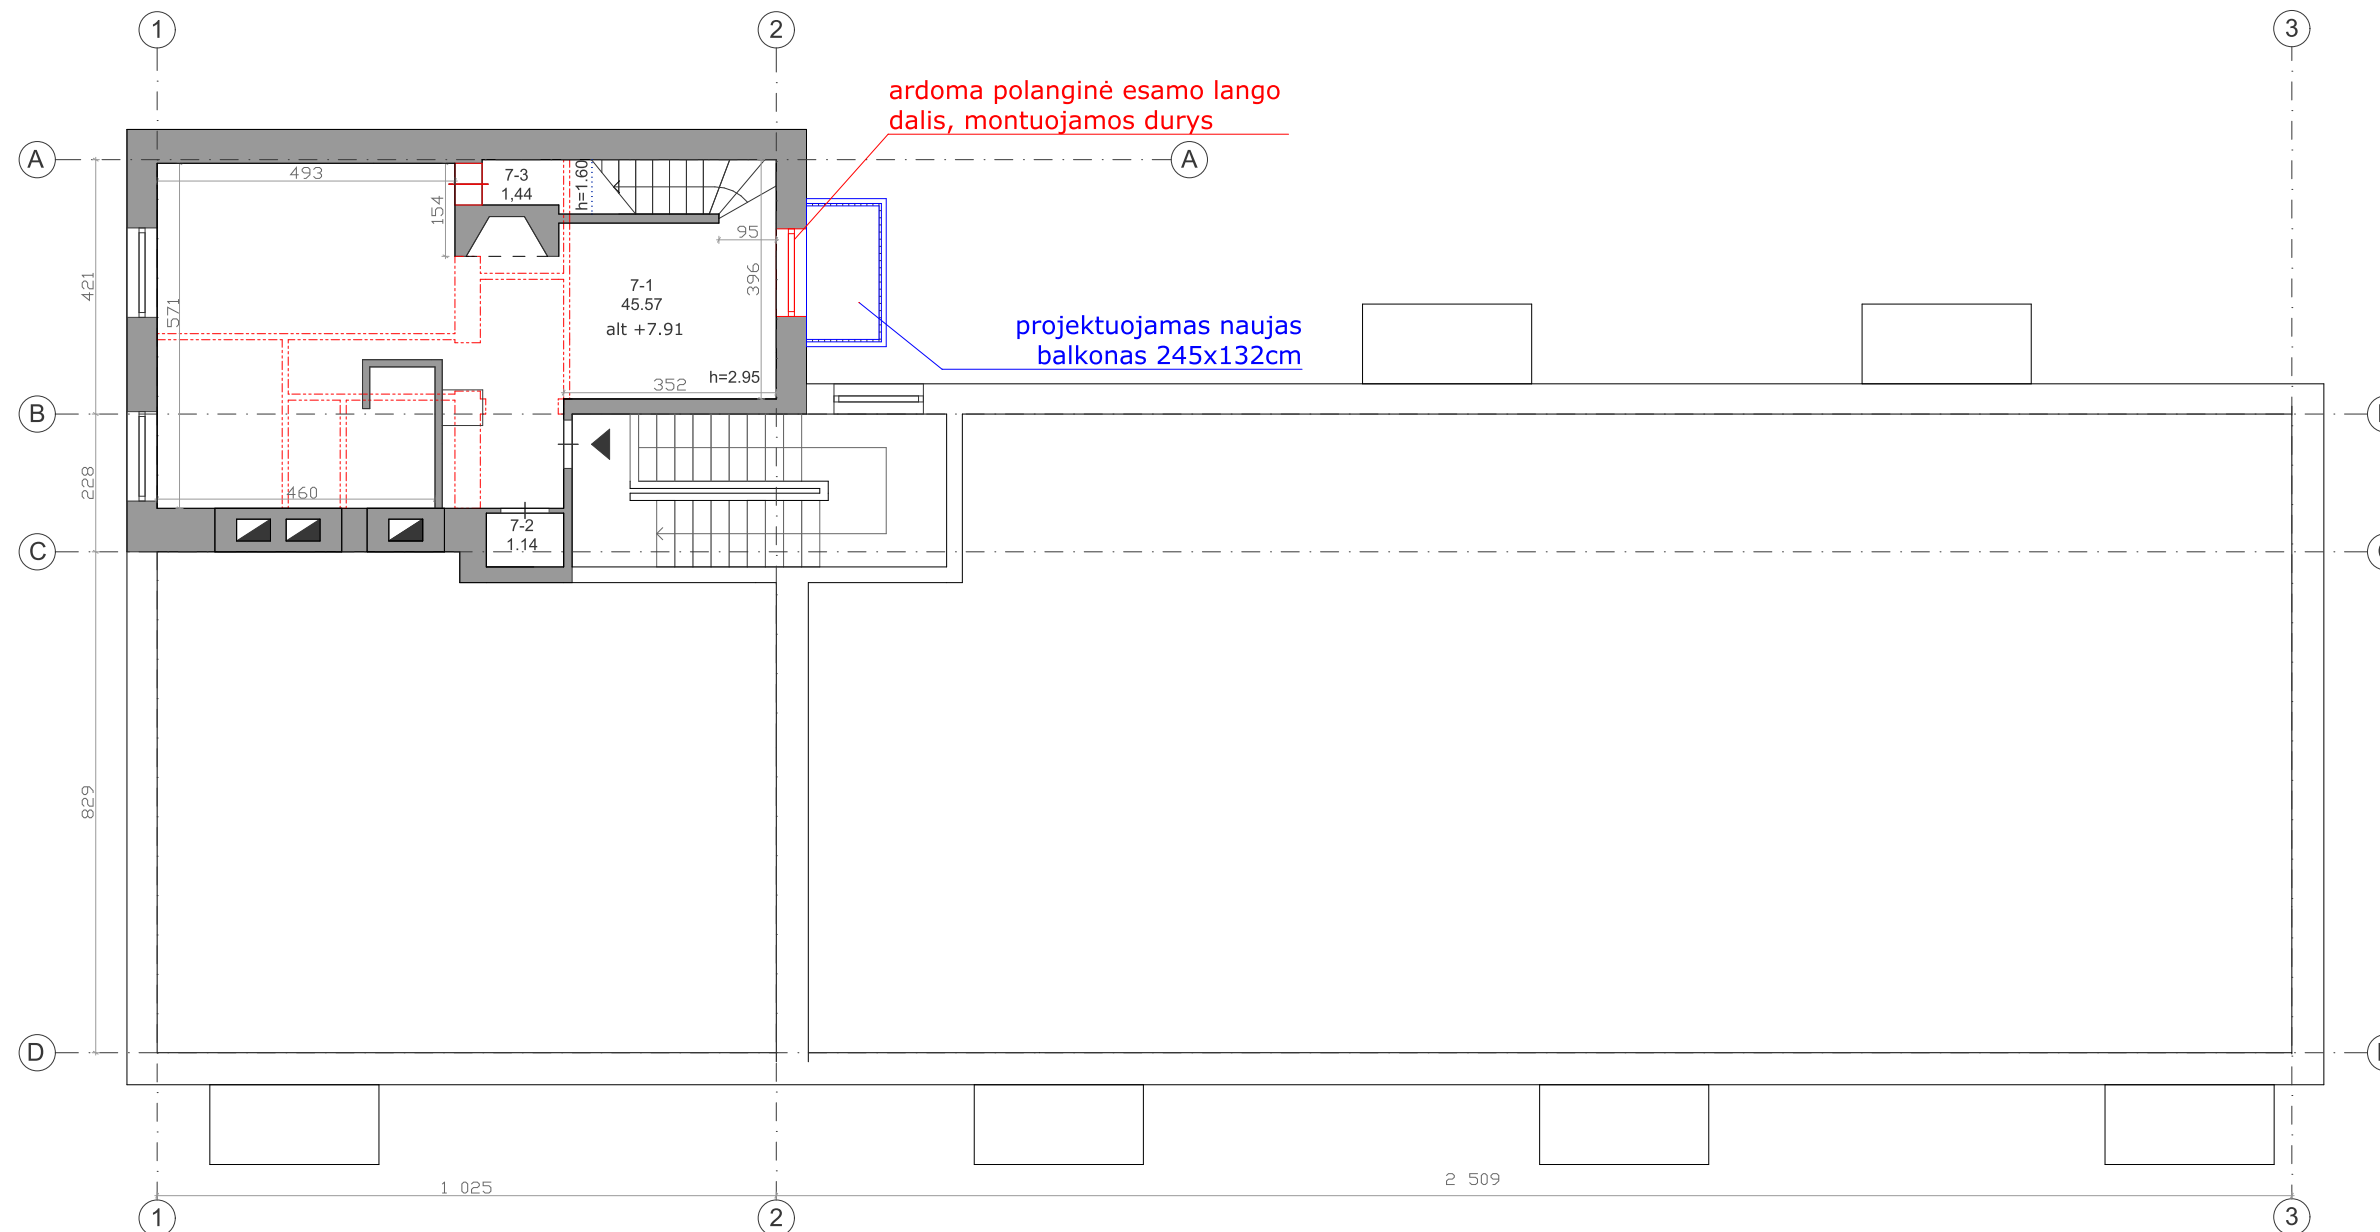 1
2
3
ardoma polanginė esamo lango
dalis, montuojamos durys
A
A
493
7-3
1,44
h=1.60
154
95
421
571
396
7-1
45.57
alt +7.91
projektuojamas naujas
balkonas 245x132cm
352
h=2.95
B
228
460
7-2
1.14
C
829
D
1 025
2 509
1
2
3